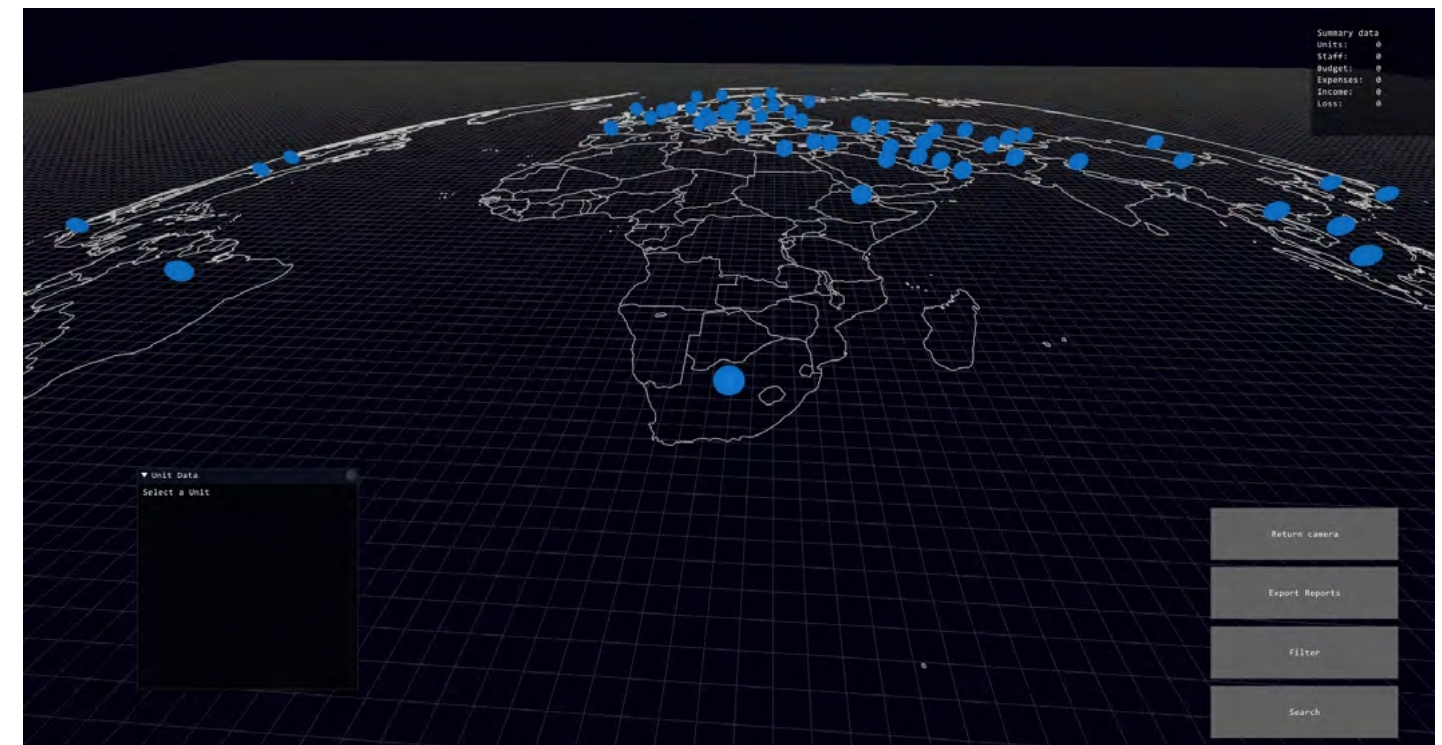 Summary data
Units: 0
Staff: 0
Budget: 0
Expenses: 0
Income: 0
Loss: 0
▼ Unit Data
Select a Unit
Return camera
Export Reports
Filter
Search